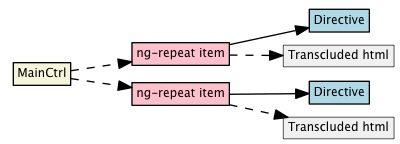 MainCtrl
ng-repeat item
Directive
Transcluded html
ng-repeat item
Directive
Transcluded html